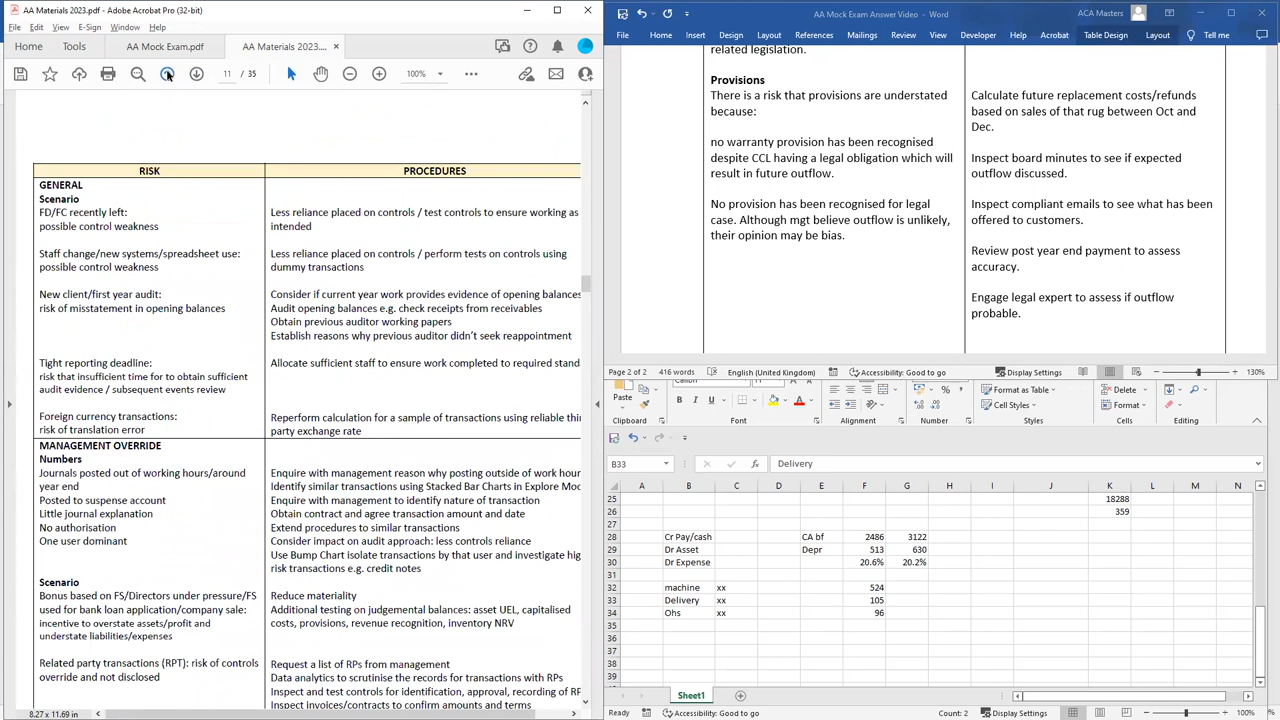 AA Materials 2023.pdf - Adobe Acrobat Pro (32-bit)
File Edit View E-Sign Window Help
Home Tools AA Mock Exam.pdf AA Materials 2023.... ×
11 / 35 100%
RISK PROCEDURES
GENERAL
Scenario
FD/FC recently left: Less reliance placed on controls / test controls to ensure working as
possible control weakness intended
Staff change/new systems/spreadsheet use: Less reliance placed on controls / perform tests on controls using
possible control weakness dummy transactions
New client/first year audit: Consider if current year work provides evidence of opening balances
risk of misstatement in opening balances Audit opening balances e.g. check receipts from receivables
Obtain previous auditor working papers
Establish reasons why previous auditor didn't seek reappointment
Tight reporting deadline: Allocate sufficient staff to ensure work completed to required stand
risk that insufficient time for to obtain sufficient
audit evidence / subsequent events review
Foreign currency transactions: Reperform calculation for a sample of transactions using reliable thir
risk of translation error party exchange rate
MANAGEMENT OVERRIDE
Numbers
Journals posted out of working hours/around Enquire with management reason why posting outside of work hour
year end Identify similar transactions using Stacked Bar Charts in Explore Moc
Posted to suspense account Enquire with management to identify nature of transaction
Little journal explanation Obtain contract and agree transaction amount and date
No authorisation Extend procedures to similar transactions
One user dominant Consider impact on audit approach: less controls reliance
Use Bump Chart isolate transactions by that user and investigate hig
risk transactions e.g. credit notes
Scenario
Bonus based on FS/Directors under pressure/FS Reduce materiality
used for bank loan application/company sale: Additional testing on judgemental balances: asset UEL, capitalised
incentive to overstate assets/profit and costs, provisions, revenue recognition, inventory NRV
understate liabilities/expenses
Related party transactions (RPT): risk of controls Request a list of RPs from management
override and not disclosed Data analytics to scrutinise the records for transactions with RPs
Inspect and test controls for identification, approval, recording of RP
Inspect invoices/contracts to confirm amounts and terms
8.27 x 11.69 in
AA Mock Exam Answer Video - Word ACA Masters
File Home Insert Design Layout References Mailings Review View Developer Help Acrobat Table Design Layout Tell me
related legislation.
Provisions
There is a risk that provisions are understated
because:
no warranty provision has been recognised
despite CCL having a legal obligation which will
result in future outflow.
No provision has been recognised for legal
case. Although mgt believe outflow is unlikely,
their opinion may be bias.
Calculate future replacement costs/refunds
based on sales of that rug between Oct and
Dec.
Inspect board minutes to see if expected
outflow discussed.
Inspect compliant emails to see what has been
offered to customers.
Review post year end payment to assess
accuracy.
Engage legal expert to assess if outflow
probable.
Page 2 of 2 416 words English (United Kingdom) Accessibility: Good to go Display Settings 130%
Paste Calibri 11 Format as Table Delete
B I U Cell Styles Format
Clipboard Font Alignment Number Styles Cells Editing
B33 Delivery
A B C D E F G H I J K L M N
25 18288
26 359
27
28 Cr Pay/cash CA bf 2486 3122
29 Dr Asset Depr 513 630
30 Dr Expense 20.6% 20.2%
31
32 machine xx 524
33 Delivery xx 105
34 Ohs xx 96
35
36
37
38
39
40
Sheet1
Ready Accessibility: Good to go Count: 2 Display Settings 100%